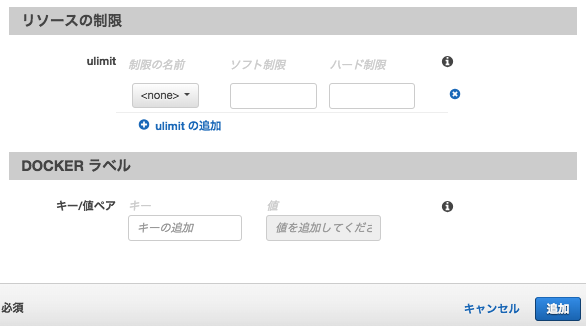 リソースの制限
ulimit 制限の名前 ソフト制限 ハード制限
<none>
ulimit の追加
DOCKER ラベル
キー/値ペア キー 値
キーの追加 値を追加してくださ
必須 キャンセル 追加